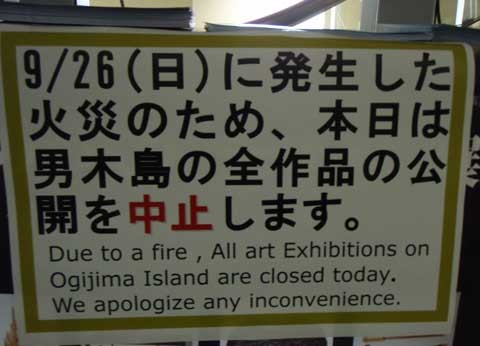 9/26(日)に発生した
火災のため、本日は
男木島の全作品の公
開を中止します。
Due to a fire , All art Exhibitions on
Ogijima Island are closed today.
We apologize any inconvenience.